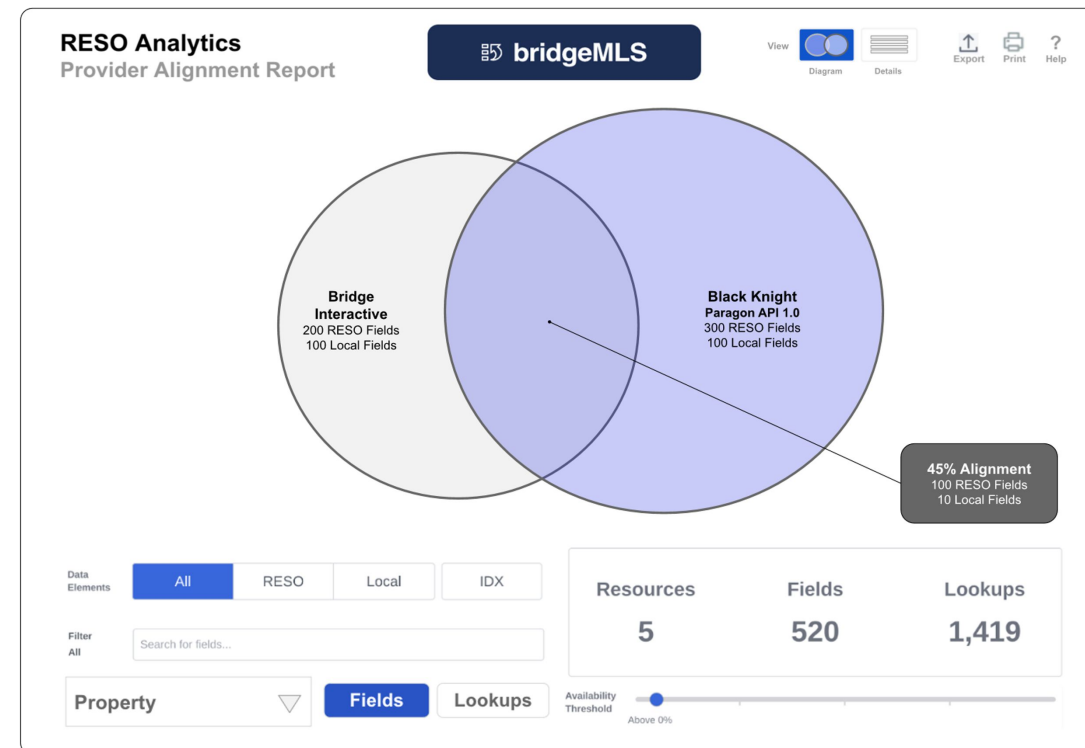 RESO Analytics
Provider Alignment Report
bridgeMLS
View
Diagram
Details
Export
Print
?
Help
Bridge
Interactive
200 RESO Fields
100 Local Fields
Black Knight
Paragon API 1.0
300 RESO Fields
100 Local Fields
45% Alignment
100 RESO Fields
10 Local Fields
Data
Elements
All
RESO
Local
IDX
Filter
All
Search for fields...
Property
Fields
Lookups
Resources
Fields
Lookups
5
520
1,419
Availability
Threshold
Above 0%